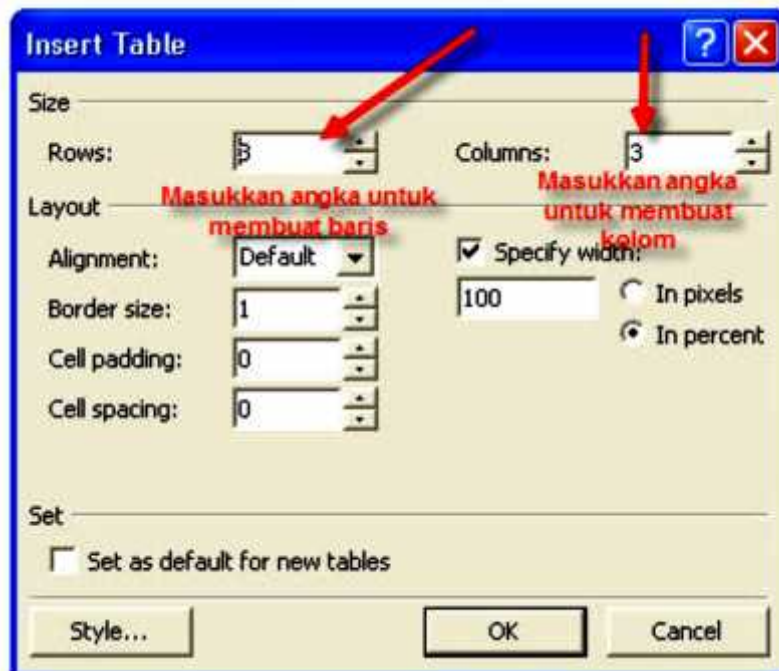 Insert Table
Size
Rows: 3 Columns: 3
Masukkan angka untuk membuat baris
Masukkan angka untuk membuat kolom
Layout
Alignment: Default
Specify width:
Border size: 1
100
In pixels
In percent
Cell padding: 0
Cell spacing: 0
Set
Set as default for new tables
Style...
OK
Cancel